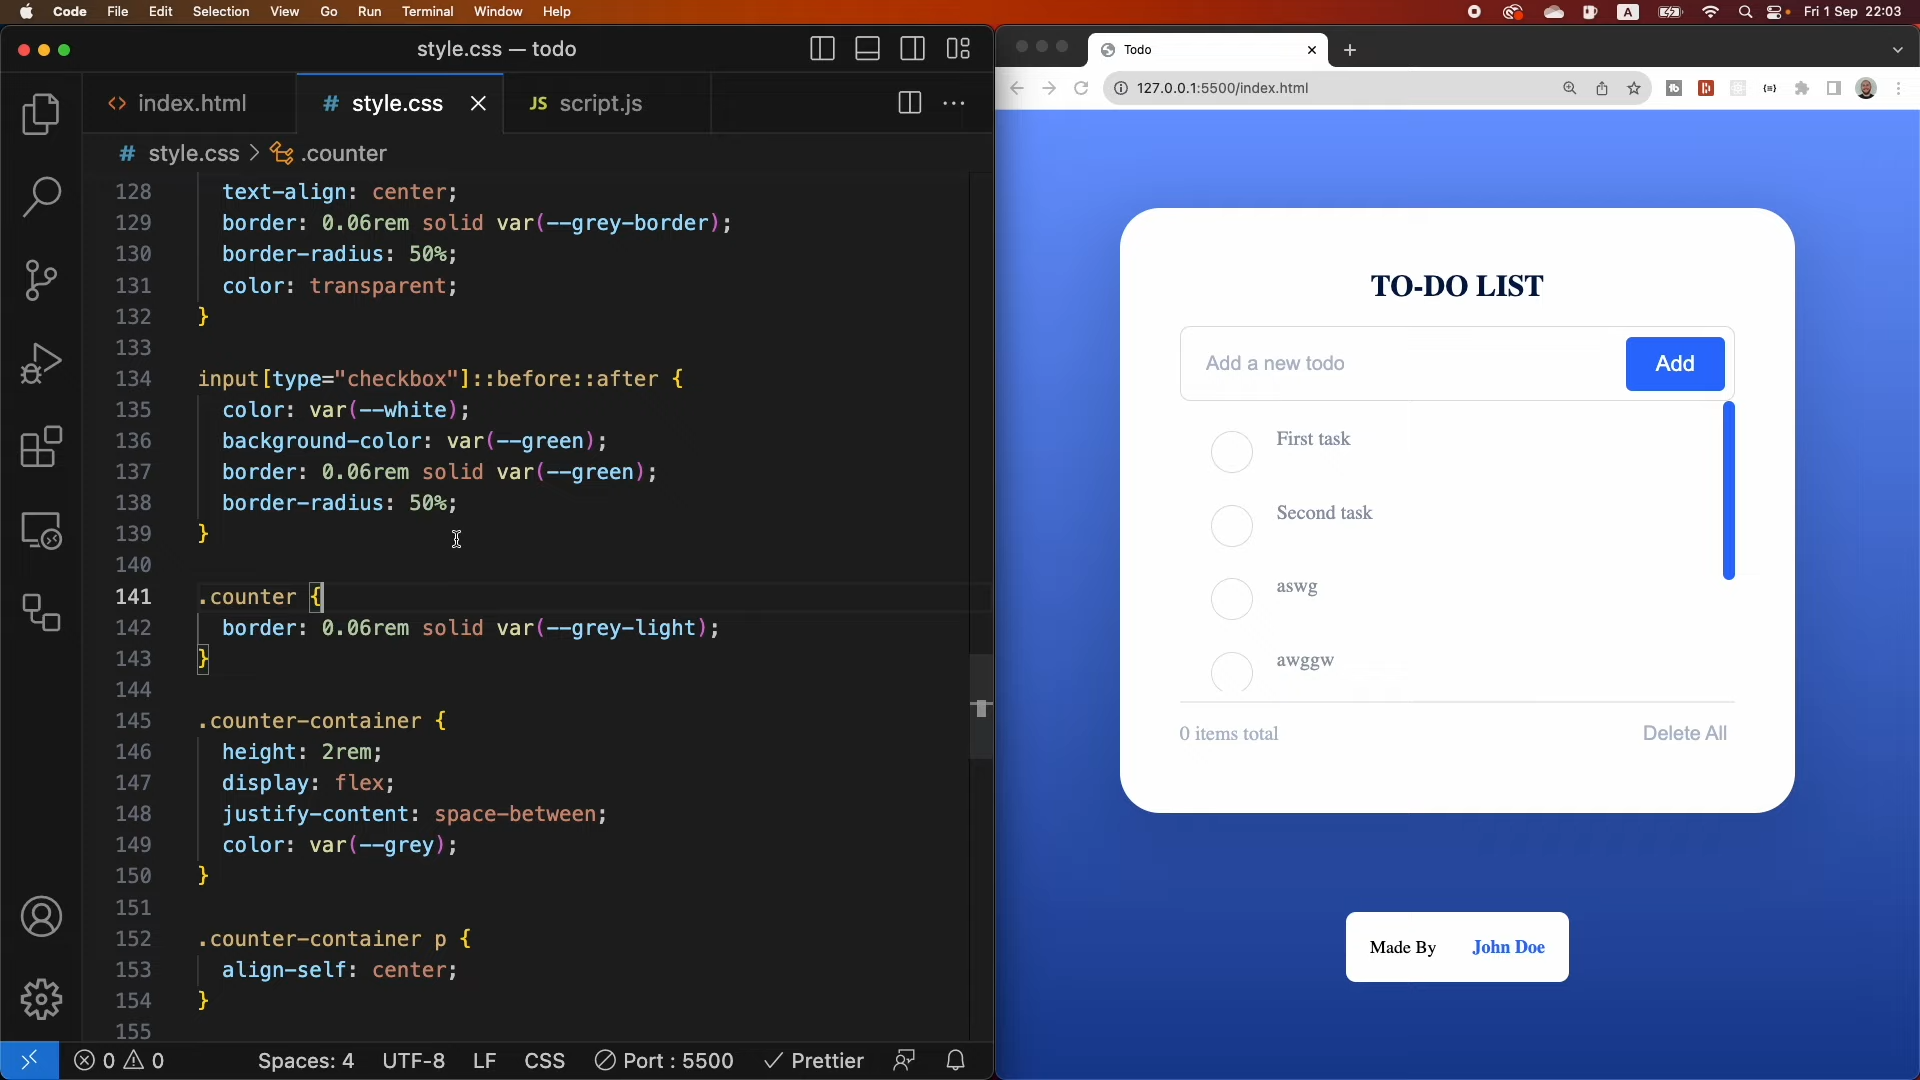 Code File Edit Selection View Go Run Terminal Window Help
A
Fri 1 Sep 22:03
style.css — todo
<> index.html
# style.css
JS script.js
# style.css > .counter
128 text-align: center;
129 border: 0.06rem solid var(--grey-border);
130 border-radius: 50%;
131 color: transparent;
132 }
133
134 input[type="checkbox"]::before::after {
135 color: var(--white);
136 background-color: var(--green);
137 border: 0.06rem solid var(--green);
138 border-radius: 50%;
139 }
140
141 .counter {
142 border: 0.06rem solid var(--grey-light);
143 }
144
145 .counter-container {
146 height: 2rem;
147 display: flex;
148 justify-content: space-between;
149 color: var(--grey);
150 }
151
152 .counter-container p {
153 align-self: center;
154 }
155
0 0 Spaces: 4 UTF-8 LF CSS Port : 5500 Prettier
Todo
127.0.0.1:5500/index.html
TO-DO LIST
Add a new todo
Add
First task
Second task
aswg
awggw
0 items total
Delete All
Made By John Doe